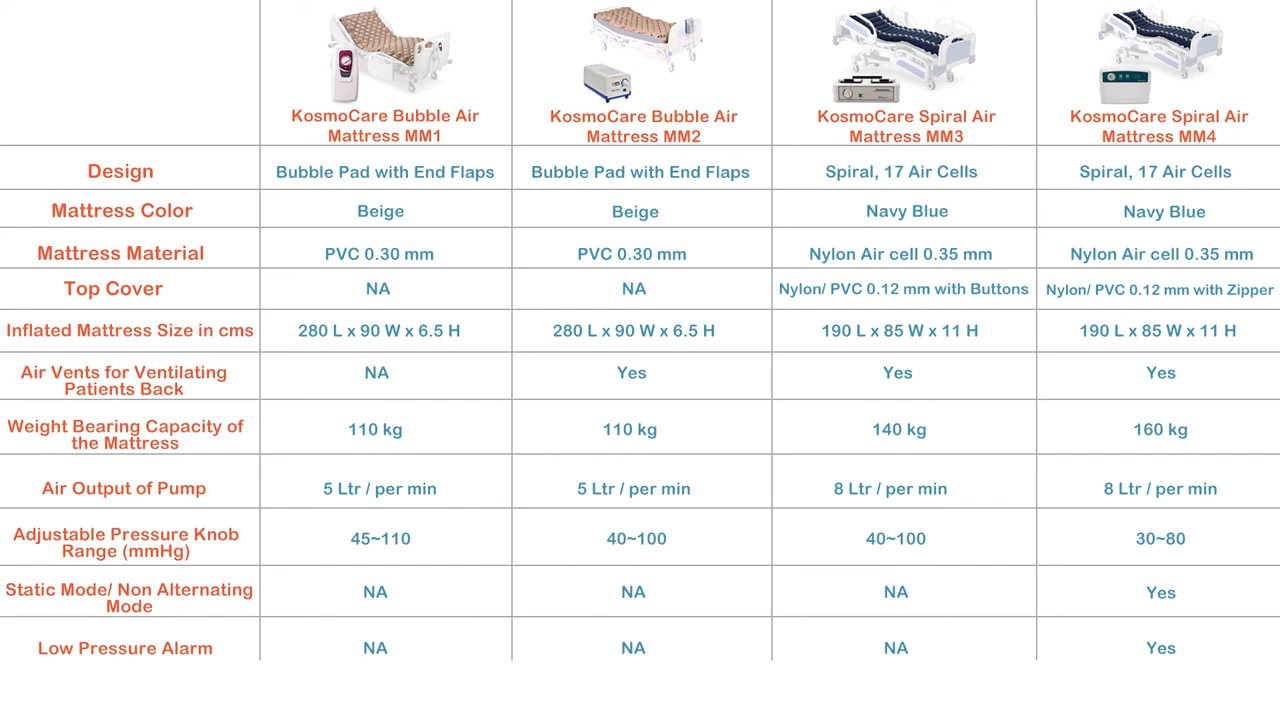 KosmoCare Bubble Air
Mattress MM1
KosmoCare Bubble Air
Mattress MM2
KosmoCare Spiral Air
Mattress MM3
KosmoCare Spiral Air
Mattress MM4
Design
Bubble Pad with End Flaps
Bubble Pad with End Flaps
Spiral, 17 Air Cells
Spiral, 17 Air Cells
Mattress Color
Beige
Beige
Navy Blue
Navy Blue
Mattress Material
PVC 0.30 mm
PVC 0.30 mm
Nylon Air cell 0.35 mm
Nylon Air cell 0.35 mm
Top Cover
NA
NA
Nylon/ PVC 0.12 mm with Buttons
Nylon/ PVC 0.12 mm with Zipper
Inflated Mattress Size in cms
280 L x 90 W x 6.5 H
280 L x 90 W x 6.5 H
190 L x 85 W x 11 H
190 L x 85 W x 11 H
Air Vents for Ventilating
Patients Back
NA
Yes
Yes
Yes
Weight Bearing Capacity of
the Mattress
110 kg
110 kg
140 kg
160 kg
Air Output of Pump
5 Ltr / per min
5 Ltr / per min
8 Ltr / per min
8 Ltr / per min
Adjustable Pressure Knob
Range (mmHg)
45~110
40~100
40~100
30~80
Static Mode/ Non Alternating
Mode
NA
NA
NA
Yes
Low Pressure Alarm
NA
NA
NA
Yes